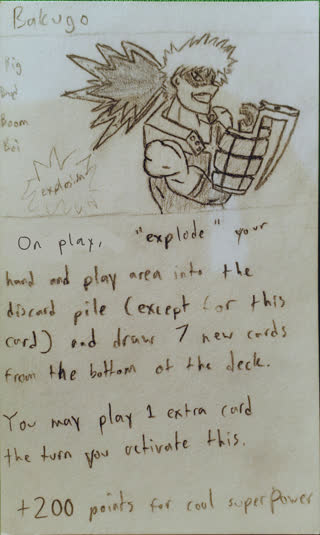 Bakugo
Big
Bad
Boom
Boi
explosion
On play, "explode" your
hand and play area into the
discard pile (except for this
card) and draw 7 new cards
from the bottom of the deck.
You may play 1 extra card
the turn you activate this.
+200 points for cool superpower